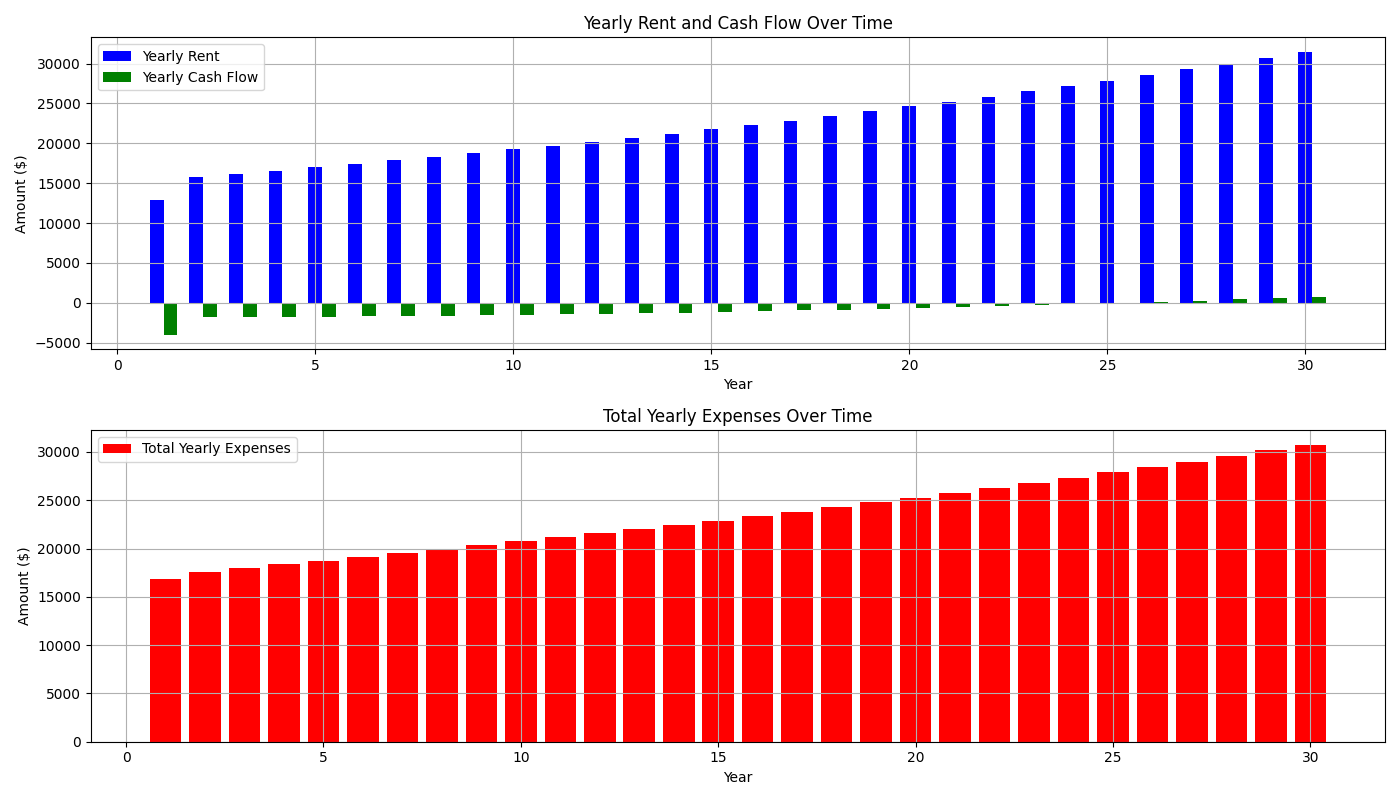 Yearly Rent and Cash Flow Over Time
Yearly Rent
Yearly Cash Flow
30000
25000
20000
15000
10000
5000
0
−5000
Amount ($)
0 5 10 15 20 25 30
Year
Total Yearly Expenses Over Time
Total Yearly Expenses
30000
25000
20000
15000
10000
5000
0
Amount ($)
0 5 10 15 20 25 30
Year